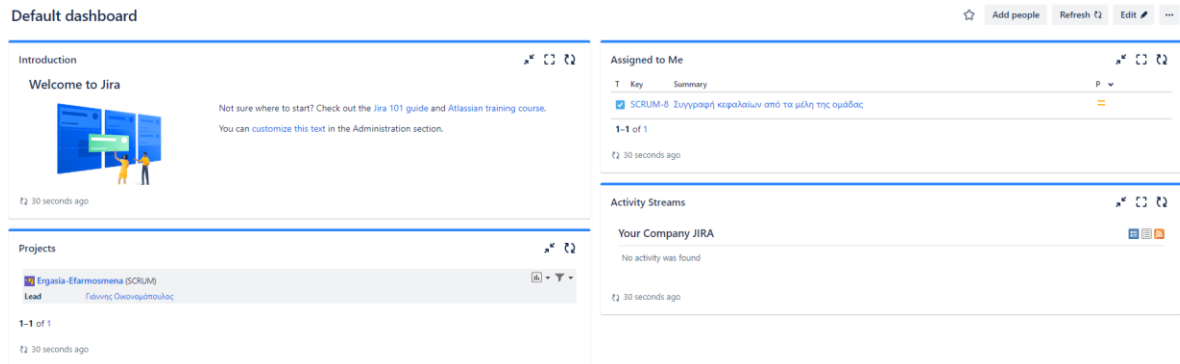 Default dashboard
Add people
Refresh
Edit
Introduction
Welcome to Jira
Not sure where to start? Check out the Jira 101 guide and Atlassian training course.
You can customize this text in the Administration section.
30 seconds ago
Projects
Ergasia-Efarmosmena (SCRUM)
Lead Γιάννης Οικονομόπουλος
1–1 of 1
30 seconds ago
Assigned to Me
T Key Summary P
SCRUM-8 Συγγραφή κεφαλαίων από τα μέλη της ομάδας
1–1 of 1
30 seconds ago
Activity Streams
Your Company JIRA
No activity was found
30 seconds ago